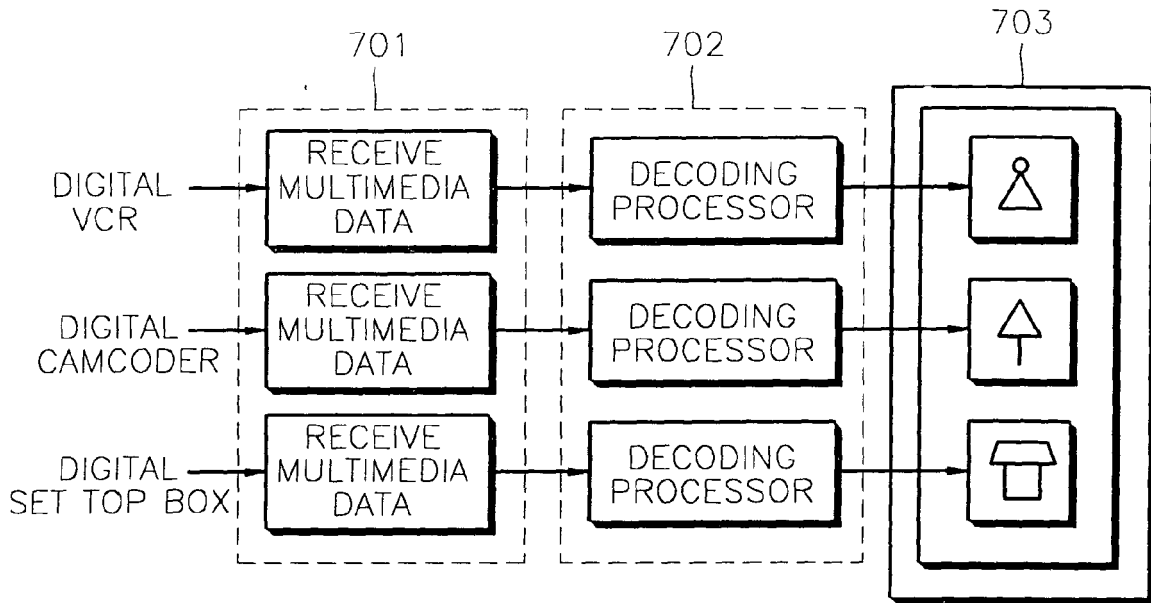 701
702
703
DIGITAL
VCR
RECEIVE
MULTIMEDIA
DATA
DECODING
PROCESSOR
DIGITAL
CAMCODER
RECEIVE
MULTIMEDIA
DATA
DECODING
PROCESSOR
DIGITAL
SET TOP BOX
RECEIVE
MULTIMEDIA
DATA
DECODING
PROCESSOR